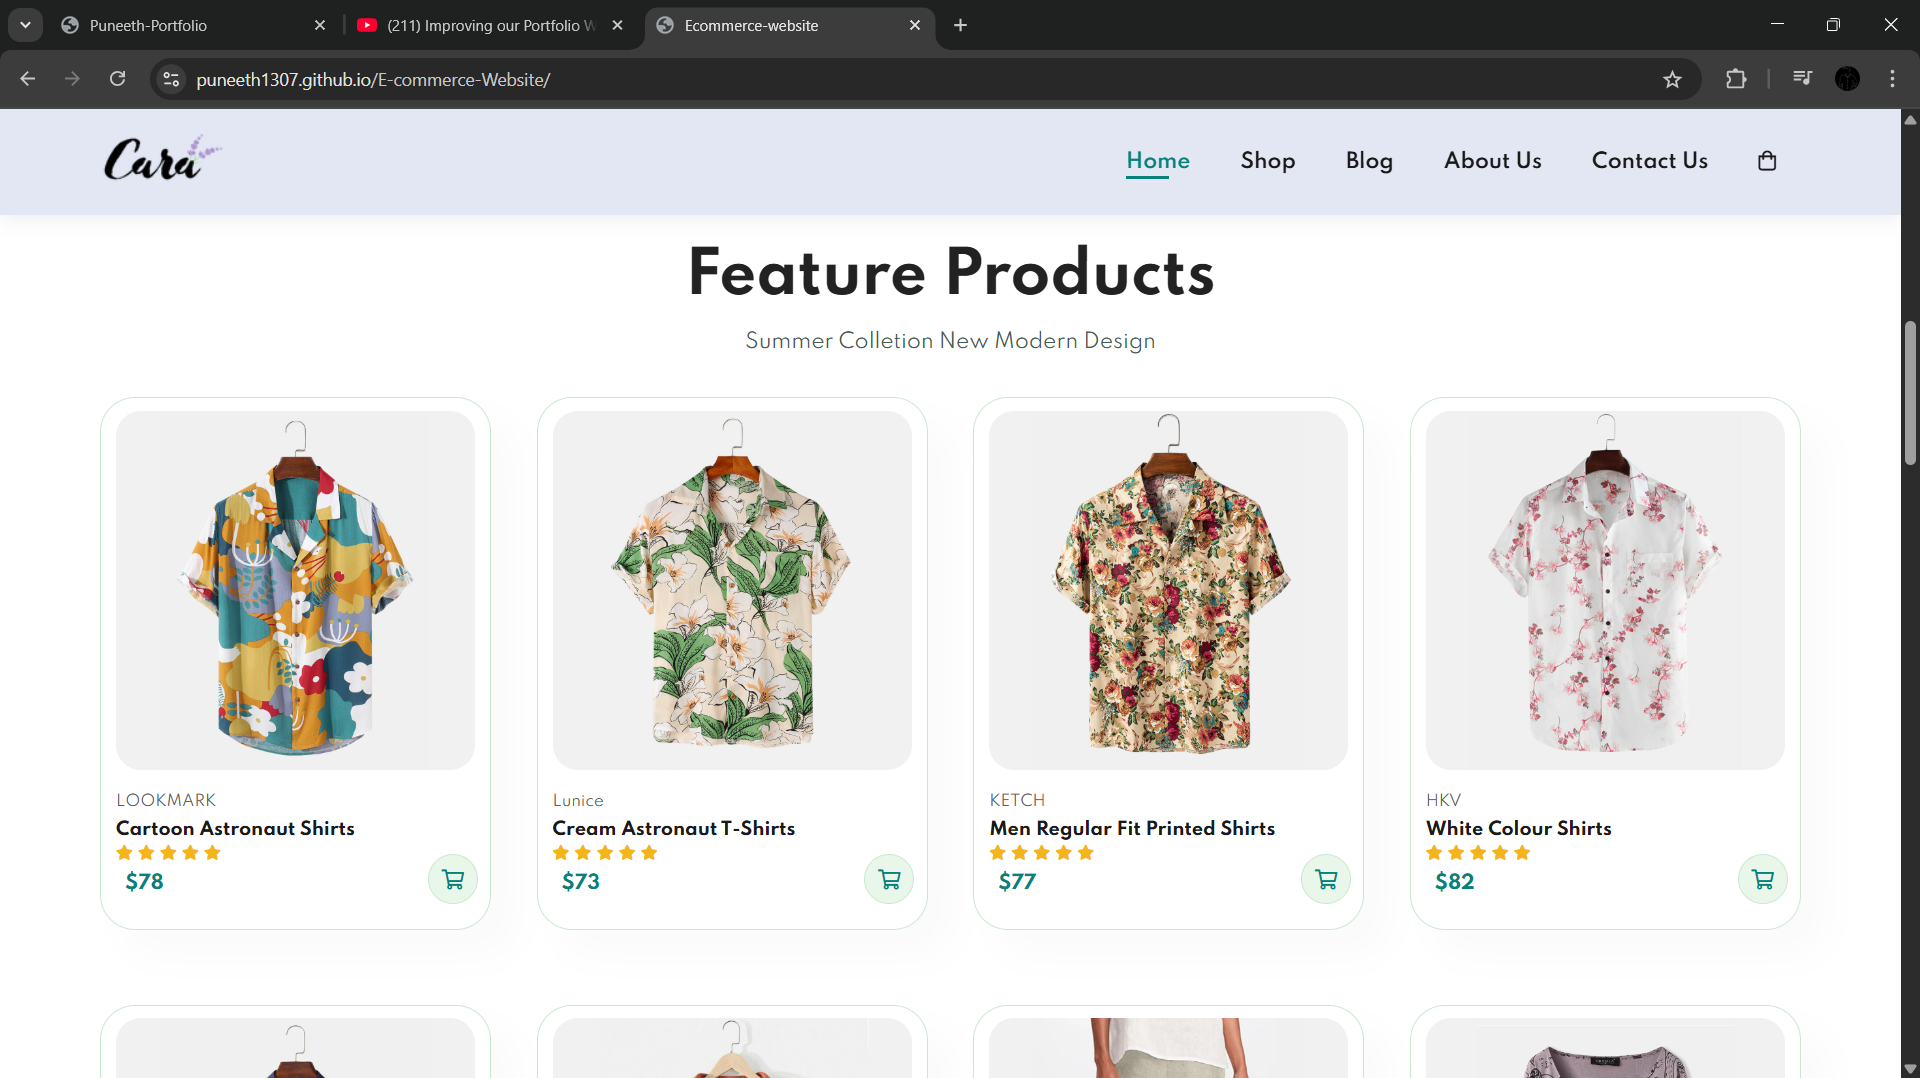 Puneeth-Portfolio
(211) Improving our Portfolio W
Ecommerce-website
puneeth1307.github.io/E-commerce-Website/
Cara
Home
Shop
Blog
About Us
Contact Us
Feature Products
Summer Colletion New Modern Design
LOOKMARK
Cartoon Astronaut Shirts
$78
Lunice
Cream Astronaut T-Shirts
$73
KETCH
Men Regular Fit Printed Shirts
$77
HKV
White Colour Shirts
$82